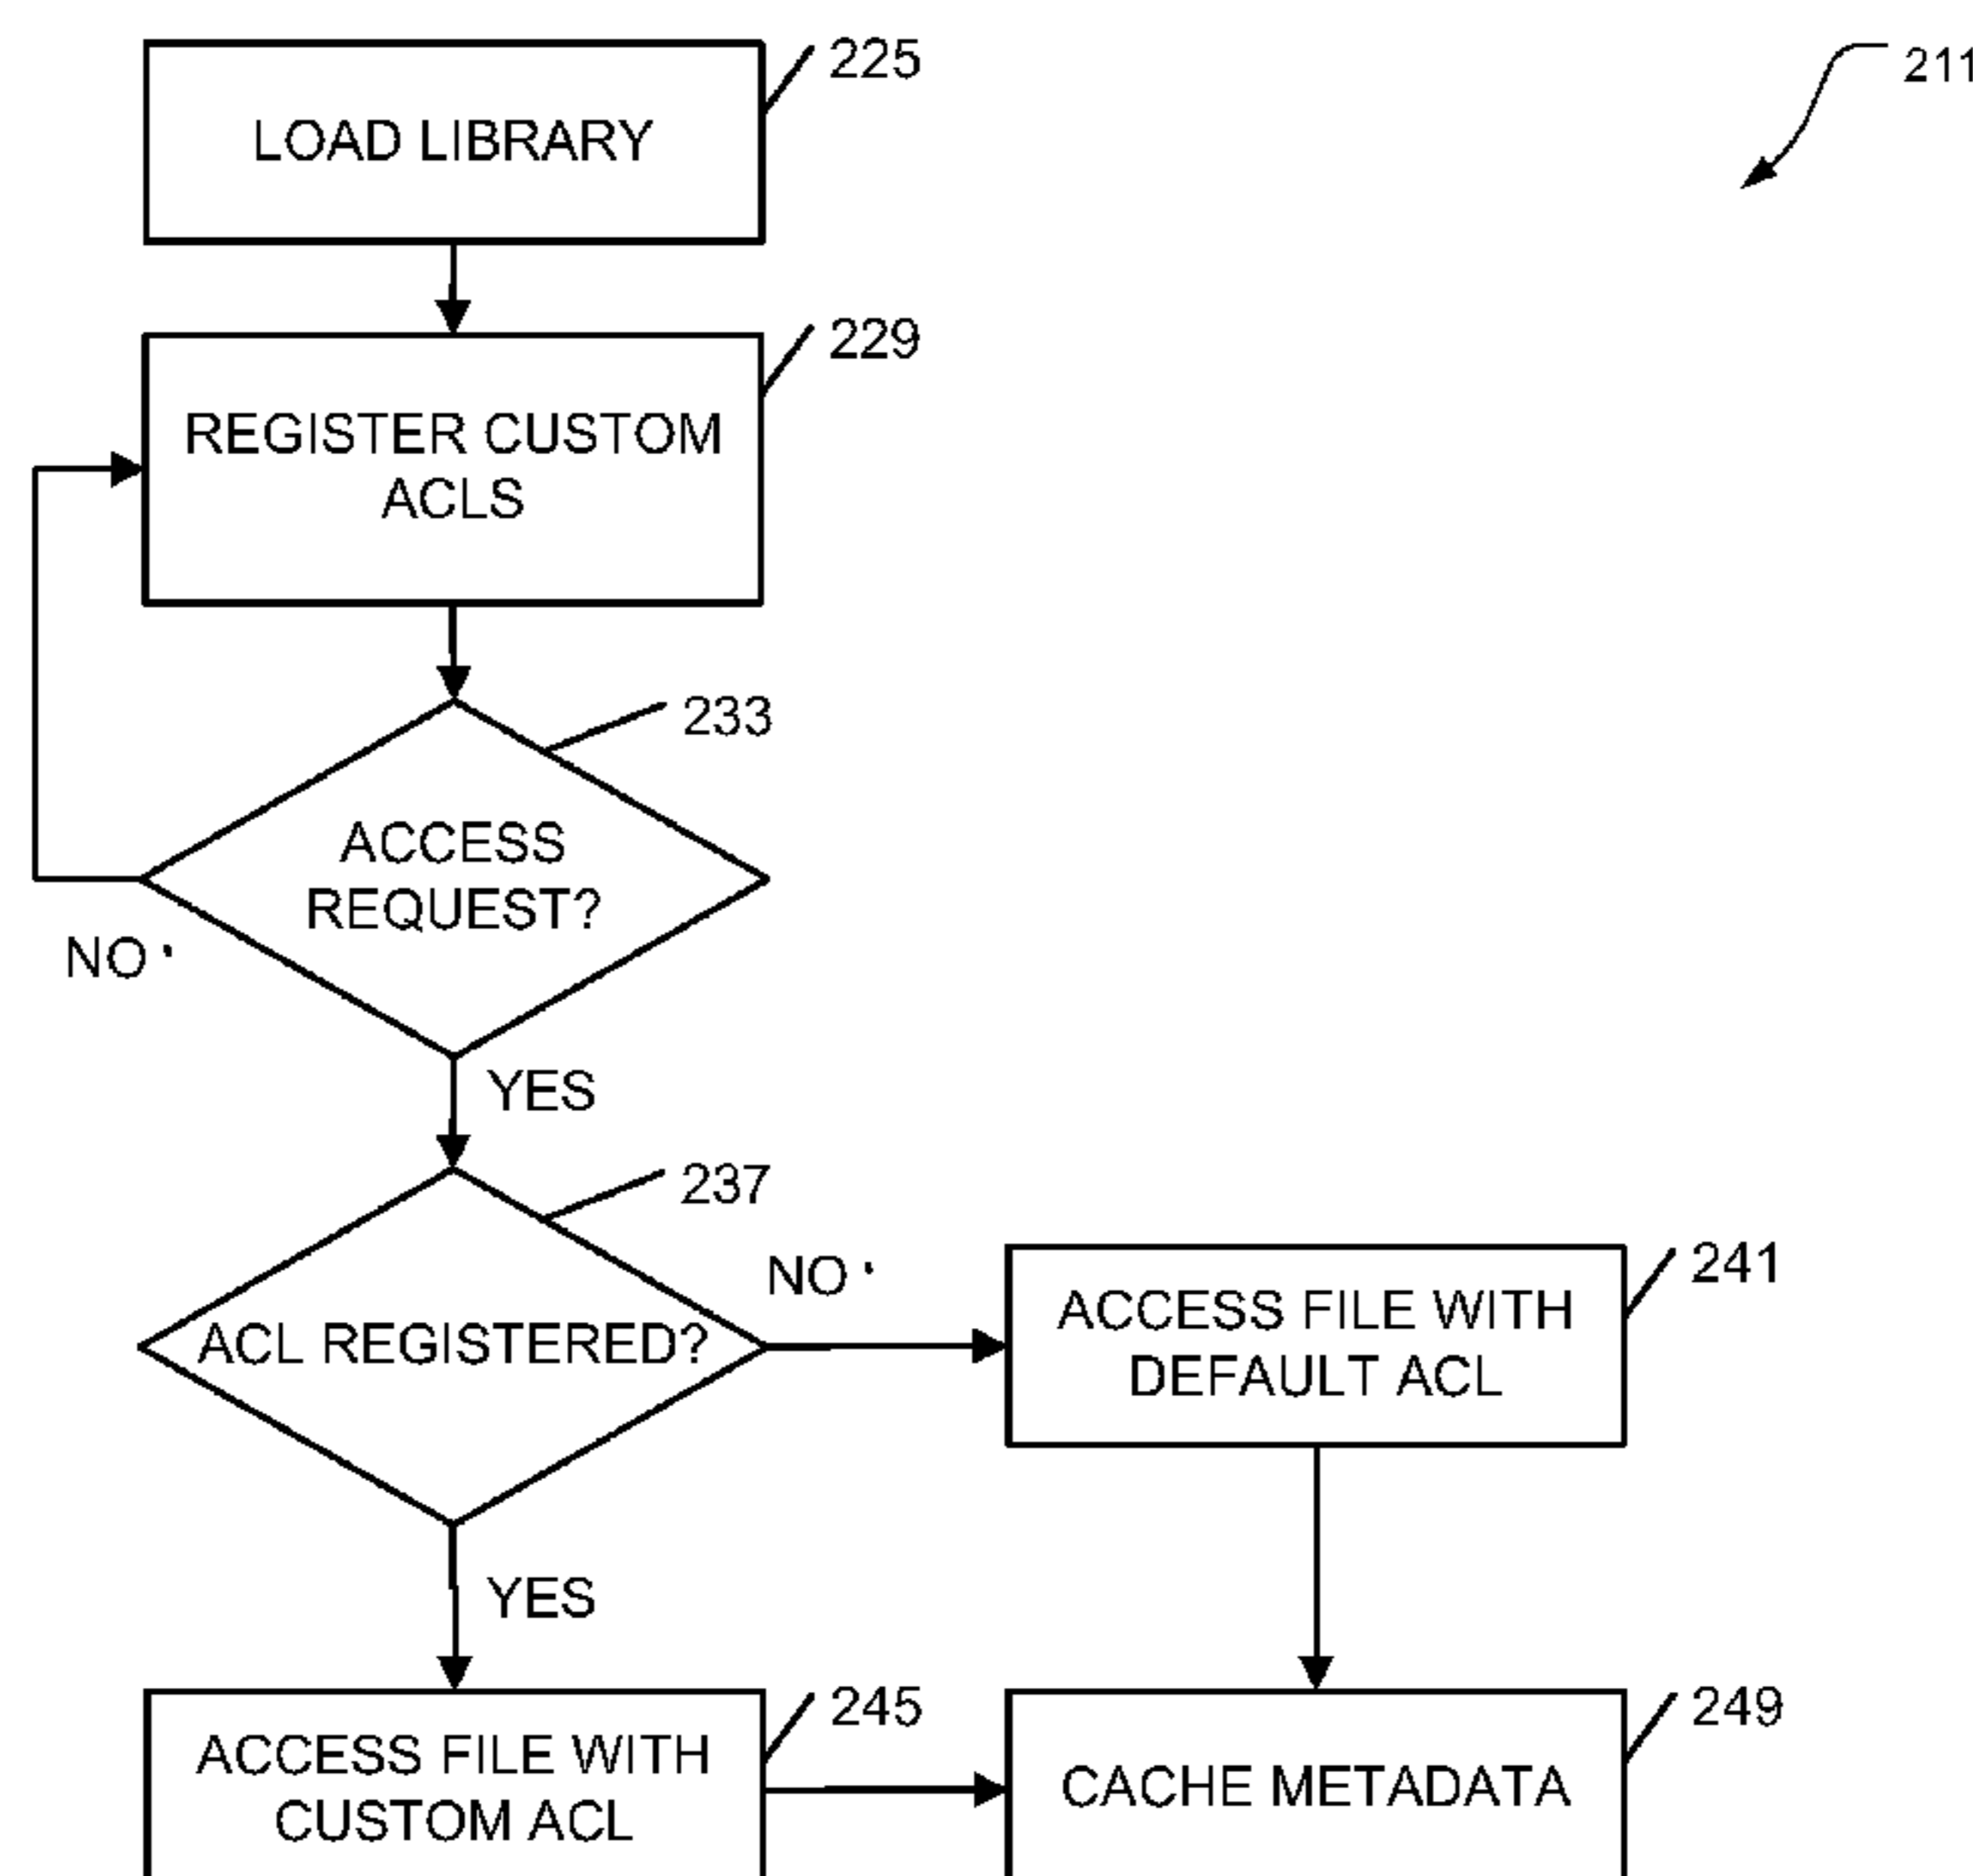 225
211
LOAD LIBRARY
229
REGISTER CUSTOM
ACLS
233
ACCESS
REQUEST?
NO
YES
237
NO
241
ACL REGISTERED?
ACCESS FILE WITH
DEFAULT ACL
YES
245
249
ACCESS FILE WITH
CUSTOM ACL
CACHE METADATA